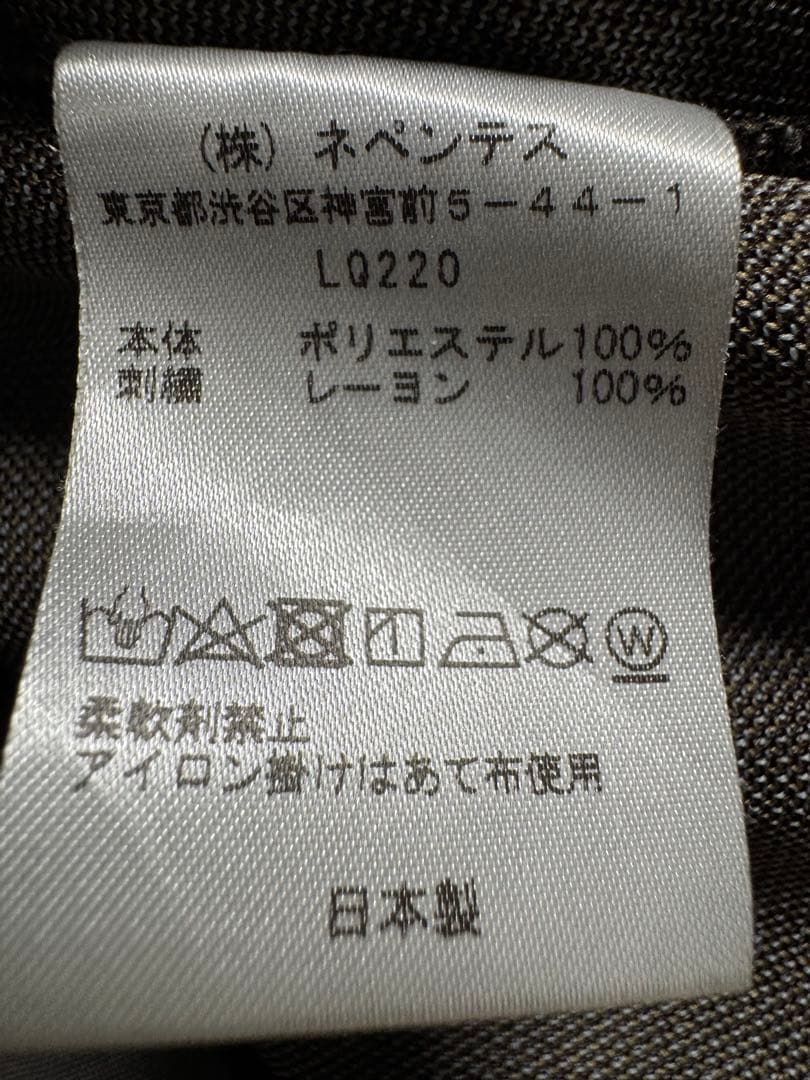 (株) ネペンテス
東京都渋谷区神宮前5-44-1
LQ220
本体 ポリエステル100%
刺繍 レーヨン 100%
W
柔軟剤禁止
アイロン掛けはあて布使用
日本製